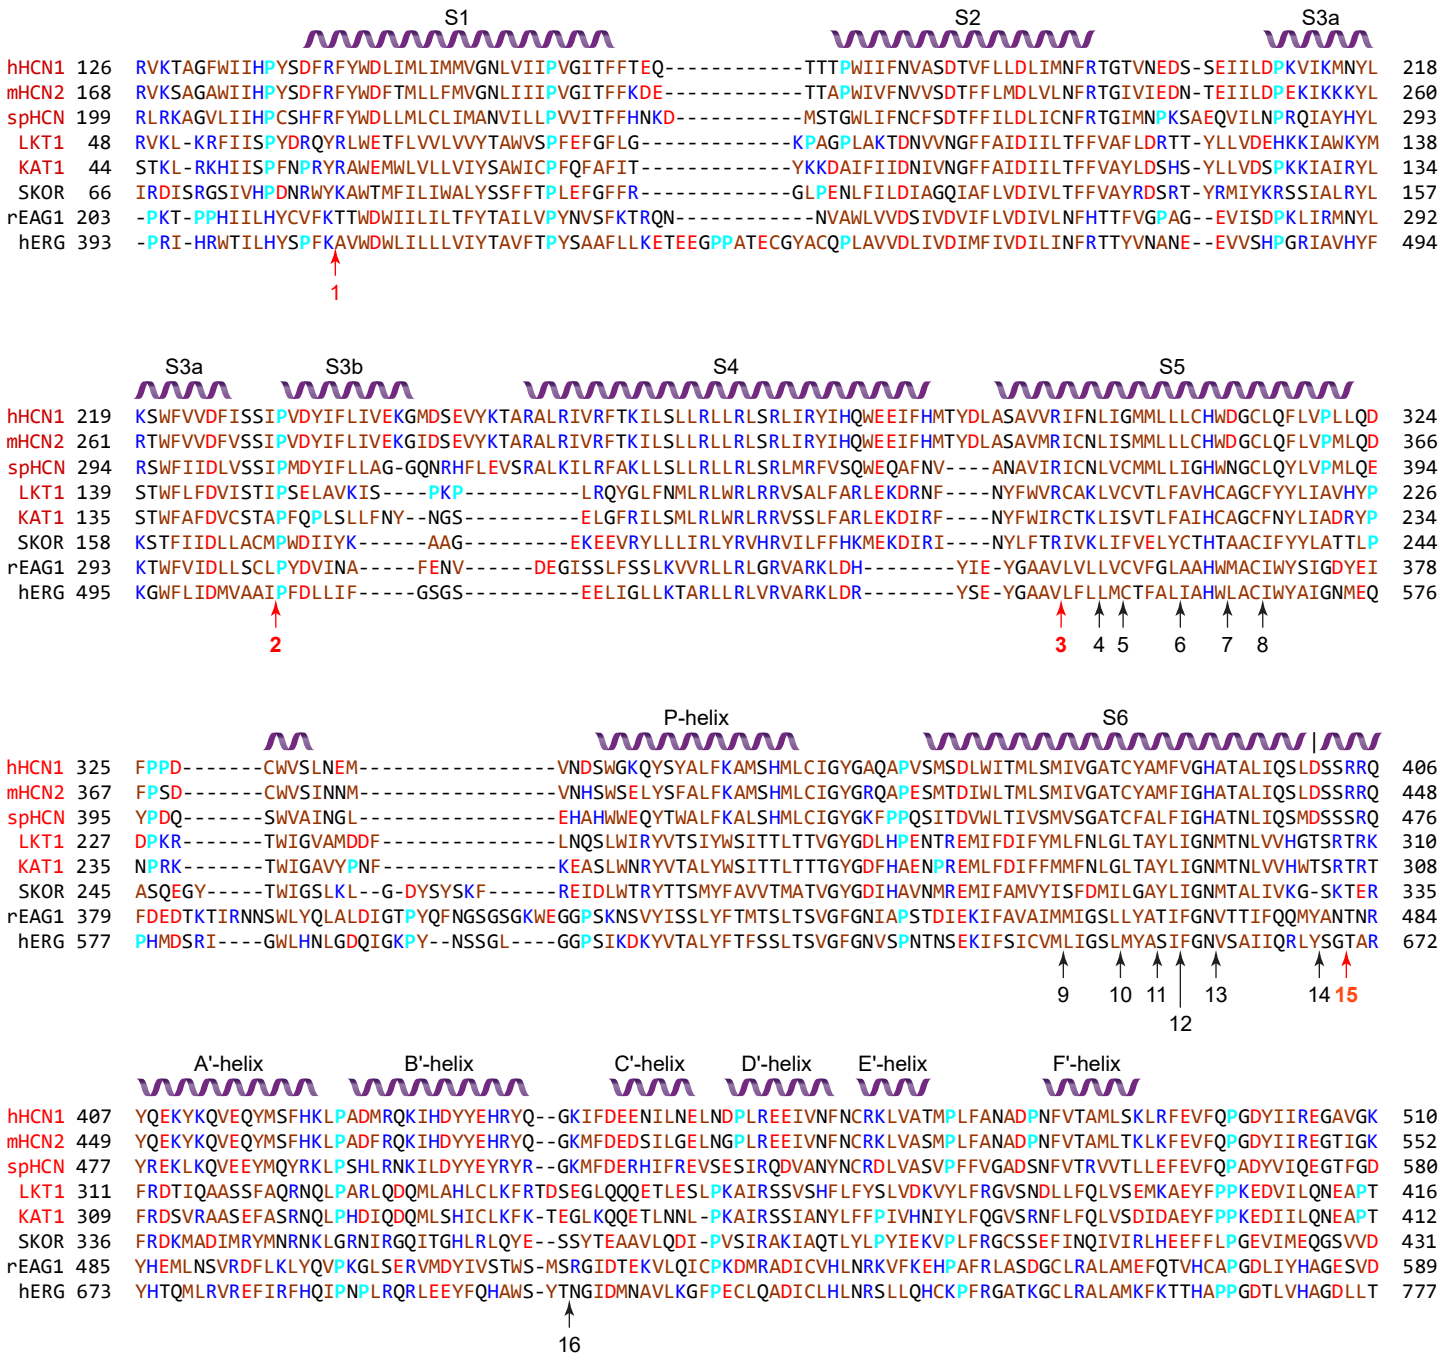 S1 S2 S3a
hHCN1 126 RVKTAGFWIIHPYSDFRFYWDLIMLIMMVGNLVIIPVGITFFTEQ------------TTTPWIIFNVASDTVFLLDLIMNFRTGTVNEDS-SEIILDPKVIKMNYL 218
mHCN2 168 RVKSAGAWIIHPYSDFRFYWDFTMLLFMVGNLIIIPVGITFFKDE------------TTAPWIVFNVVSDTFFLMDLVLNFRTGIVIEDN-TEIILDPEKIKKKYL 260
spHCN 199 RLRKAGVLIIHPCSHFRFYWDLLMLCLIMANVILLPVVITFFHNKD-----------MSTGWLIFNCFSDTFFILDLICNFRTGIMNPKSAEQVILNPRQIAYHYL 293
LKT1 48 RVKL-KRFIISPYDRQYRLWETFLVVLVVYTAWVSPFEFGFLG-------------KPAGPLAKTDNVVNGFFAIDIILTFFVAFLDRTT-YLLVDEHKKIAWKYM 138
KAT1 44 STKL-RKHIISPFNPRYRAWEMWLVLLVIYSAWICPFQFAFIT-------------YKKDAIFIIDNIVNGFFAIDIILTFFVAYLDSHS-YLLVDSPKKIAIRYL 134
SKOR 66 IRDISRGSIVHPDNRWYKAWTMFILIWALYSSFFTPLEFGFFR-------------GLPENLFILDIAGQIAFLVDIVLTFFVAYRDSRT-YRMIYKRSSIALRYL 157
rEAG1 203 -PKT-PPHIILHYCVFKTTWDWIILILTFYTAILVPYNVSFKTRQN------------NVAWLVVDSIVDVIFLVDIVLNFHTTFVGPAG--EVISDPKLIRMNYL 292
hERG 393 -PRI-HRWTILHYSPFKAVWDWLILLLVIYTAVFTPYSAAFLLKETEEGPPATECGYACQPLAVVDLIVDIMFIVDILINFRTTYVNANE--EVVSHPGRIAVHYF 494
1
S3a S3b S4 S5
hHCN1 219 KSWFVVDFISSIPVDYIFLIVEKGMDSEVYKTARALRIVRFTKILSLLRLLRLSRLIRYIHQWEEIFHMTYDLASAVVRIFNLIGMMLLLCHWDGCLQFLVPLLQD 324
mHCN2 261 RTWFVVDFVSSIPVDYIFLIVEKGIDSEVYKTARALRIVRFTKILSLLRLLRLSRLIRYIHQWEEIFHMTYDLASAVMRICNLISMMLLLCHWDGCLQFLVPMLQD 366
spHCN 294 RSWFIIDLVSSIPMDYIFLLAG-GQNRHFLEVSRALKILRFAKLLSLLRLLRLSRLMRFVSQWEQAFNV----ANAVIRICNLVCMMLLIGHWNGCLQYLVPMLQE 394
LKT1 139 STWFLFDVISTIPSELAVKIS----PKP----------LRQYGLFNMLRLWRLRRVSALFARLEKDRNF----NYFWVRCAKLVCVTLFAVHCAGCFYYLIAVHYP 226
KAT1 135 STWFAFDVCSTAPFQPLSLLFNY--NGS----------ELGFRILSMLRLWRLRRVSSLFARLEKDIRF----NYFWIRCTKLISVTLFAIHCAGCFNYLIADRYP 234
SKOR 158 KSTFIIDLLACMPWDIIYK------AAG----------EKEEVRYLLLIRLYRVHRVILFFHKMEKDIRI----NYLFTRIVKLIFVELYCTHTAACIFYYLATTLP 244
rEAG1 293 KTWFVIDLLSCLPYDVINA-----FENV-------DEGISSLFSSLKVVRLLRLGRVARKLDH--------YIE-YGAAVLVLLVCVFGLAAHWMACIWYSIGDYEI 378
hERG 495 KGWFLIDMVAAIPFDLLIF------GSGS----------EELIGLLKTARLLRLVRVARKLDR--------YSE-YGAAVLFLLMCTFALIAHWLACIWYAIGNMEQ 576
2 3 4 5 6 7 8
P-helix S6
hHCN1 325 FPPD-------CWVSLNEM-----------------VNDSWGKQYSYALFKAMSHMLCIGYGAQAPVSMSDLWITMLSMIVGATCYAMFVGHATALIQSLDSSRRQ 406
mHCN2 367 FPSD-------CWVSINNM-----------------VNHSWSELYSFALFKAMSHMLCIGYGRQAPESMTDIWLTMLSMIVGATCYAMFIGHATALIQSLDSSRRQ 448
spHCN 395 YPDQ-------SWVAINGL-----------------EHAHWWEQYTWALFKALSHMLCIGYGKFPPQSITDVWLTIVSMVSGATCFALFIGHATNLIQSMDSSSRQ 476
LKT1 227 DPKR-------TWIGVAMDDF---------------LNQSLWIRYVTSIYWSITTLTTVGYGDLHPENTREMIFDIFYMLFNLGLTAYLIGNMTNLVVHGTSRTRK 310
KAT1 235 NPRK-------TWIGAVYPNF---------------KEASLWNRYVTALYWSITTLTTTGYGDFHAENPREMLFDIFFMMFNLGLTAYLIGNMTNLVVHWTSRTRT 308
SKOR 245 ASQEGY-----TWIGSLKL--G-DYSYSKF------REIDLWTRYTTSMYFAVVTMATVGYGDIHAVNMREMIFAMVYISFDMILGAYLIGNMTALIVKG-SKTER 335
rEAG1 379 FDEDTKTIRNNSWLYQLALDIGTPYQFNGSGSGKWEGGPSKNSVYISSLYFTMTSLTSVGFGNIAPSTDIEKIFAVAIMMIGSLLYATIFGNVTTIFQQMYANTNR 484
hERG 577 PHMDSRI----GWLHNLGDQIGKPY--NSSGL----GGPSIKDKYVTALYFTFSSLTSVGFGNVSPNTNSEKIFSICVMLIGSLMYASIFGNVSAIIQRLYSGTAR 672
9 10 11 12 13 14 15
A'-helix B'-helix C'-helix D'-helix E'-helix F'-helix
hHCN1 407 YQEKYKQVEQYMSFHKLPADMRQKIHDYYEHRYQ--GKIFDEENILNELNDPLREEIVNFNCRKLVATMPLFANADPNFVTAMLSKLRFEVFQPGDYIIREGAVGK 510
mHCN2 449 YQEKYKQVEQYMSFHKLPADFRQKIHDYYEHRYQ--GKMFDEDSILGELNGPLREEIVNFNCRKLVASMPLFANADPNFVTAMLTKLKFEVFQPGDYIIREGTIGK 552
spHCN 477 YREKLKQVEEYMQYRKLPSHLRNKILDYYEYRYR--GKMFDERHIFREVSESIRQDVANYNCRDLVASVPFFVGADSNFVTRVVTLLEFEVFQPADYVIQEGTFGD 580
LKT1 311 FRDTIQAASSFAQRNQLPARLQDQMLAHLCLKFRTDSEGLQQQETLESLPKAIRSSVSHFLFYSLVDKVYLFRGVSNDLLFQLVSEMKAEYFPPKEDVILQNEAPT 416
KAT1 309 FRDSVRAASEFASRNQLPHDIQDQMLSHICLKFK-TEGLKQQETLNNL-PKAIRSSIANYLFFPIVHNIYLFQGVSRNFLFQLVSDIDAEYFPPKEDIILQNEAPT 412
SKOR 336 FRDKMADIMRYMNRNKLGRNIRGQITGHLRLQYE--SSYTEAAVLQDI-PVSIRAKIAQTLYLPYIEKVPLFRGCSSEFINQIVIRLHEEFFLPGEVIMEQGSVVD 431
rEAG1 485 YHEMLNSVRDFLKLYQVPKGLSERVMDYIVSTWS-MSRGIDTEKVLQICPKDMRADICVHLNRKVFKEHPAFRLASDGCLRALAMEFQTVHCAPGDLIYHAGESVD 589
hERG 673 YHTQMLRVREFIRFHQIPNPLRQRLEEYFQHAWS-YTNGIDMNAVLKGFPECLQADICLHLNRSLLQHCKPFRGATKGCLRALAMKFKTTHAPPGDTLVHAGDLLT 777
16